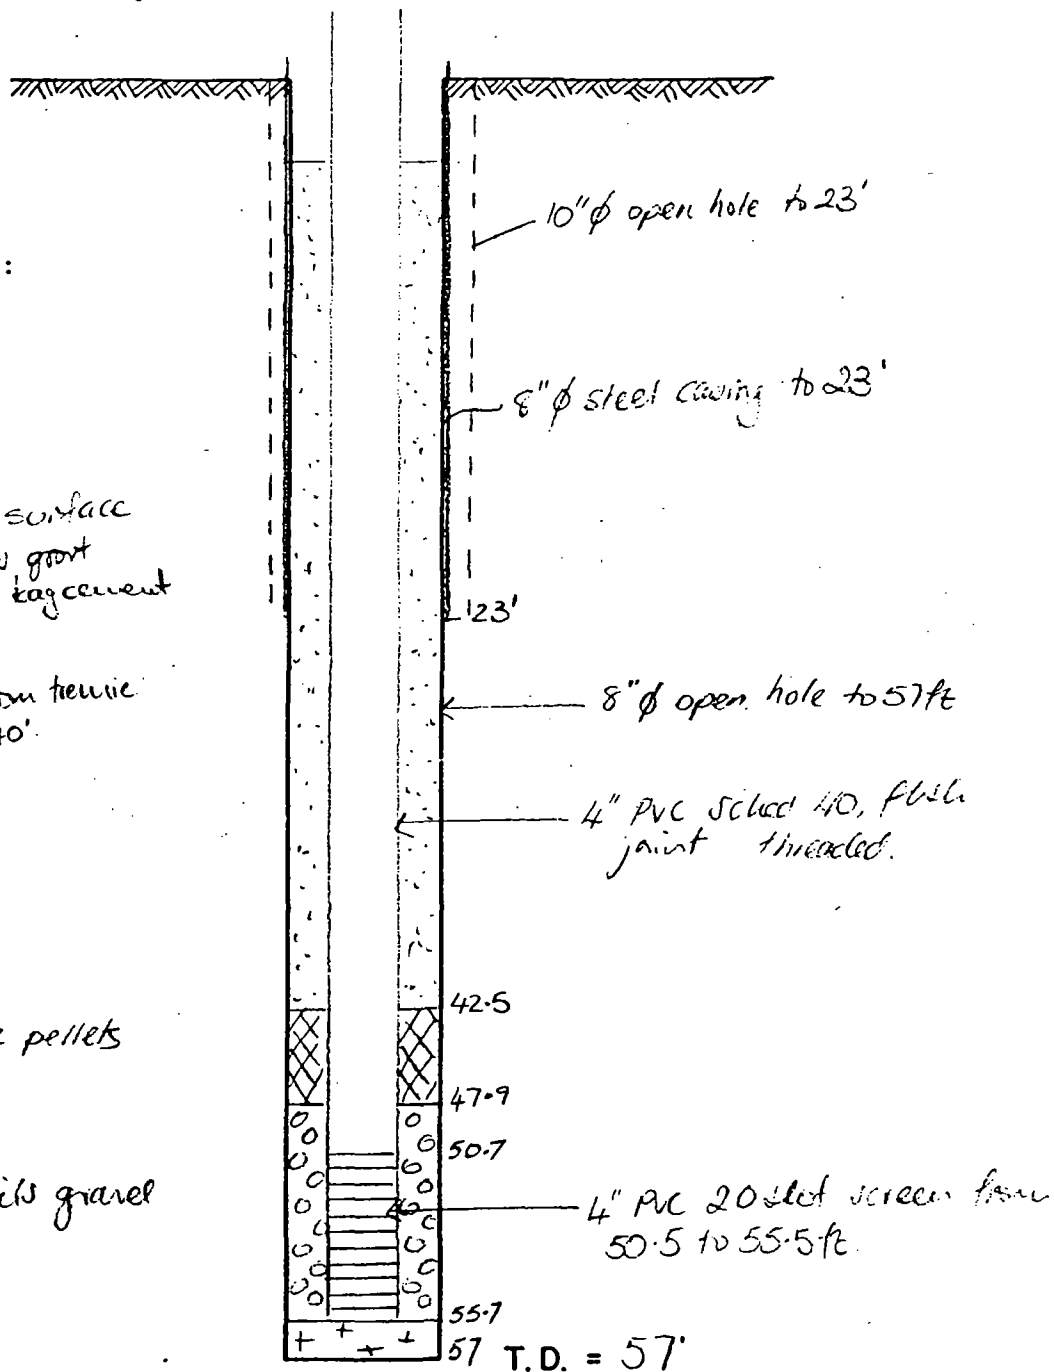 :
10"φ open hole to 23'
8"φ steel casing to 23'
surface
grout
cement
23'
tremie
40'.
8"φ open hole to 57ft
4" PVC sched 40, flush
joint threaded.
42.5
pellets
47.9
50.7
gravel
4" PVC 20 slot screen from
50.5 to 55.5 ft.
55.7
57 T.D. = 57'